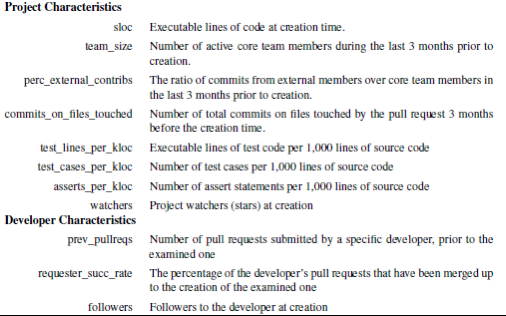 Project Characteristics
sloc Executable lines of code at creation time.
team_size Number of active core team members during the last 3 months prior to
creation.
perc_external_contribs The ratio of commits from external members over core team members in
the last 3 months prior to creation.
commits_on_files_touched Number of total commits on files touched by the pull request 3 months
before the creation time.
test_lines_per_kloc Executable lines of test code per 1,000 lines of source code
test_cases_per_kloc Number of test cases per 1,000 lines of source code
asserts_per_kloc Number of assert statements per 1,000 lines of source code
watchers Project watchers (stars) at creation
Developer Characteristics
prev_pullreqs Number of pull requests submitted by a specific developer, prior to the
examined one
requester_succ_rate The percentage of the developer's pull requests that have been merged up
to the creation of the examined one
followers Followers to the developer at creation